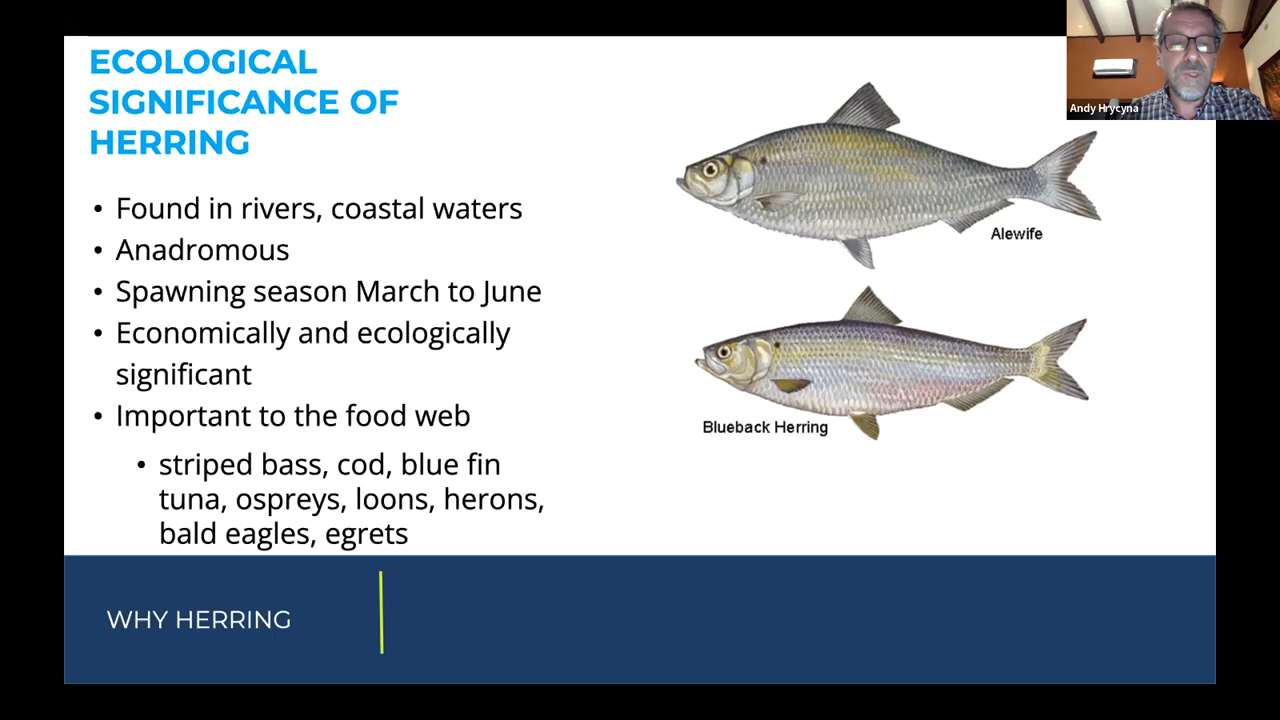 ECOLOGICAL
SIGNIFICANCE OF
HERRING
• Found in rivers, coastal waters
• Anadromous
• Spawning season March to June
• Economically and ecologically
significant
• Important to the food web
• striped bass, cod, blue fin
tuna, ospreys, loons, herons,
bald eagles, egrets
Alewife
Blueback Herring
WHY HERRING
Andy Hrycyna